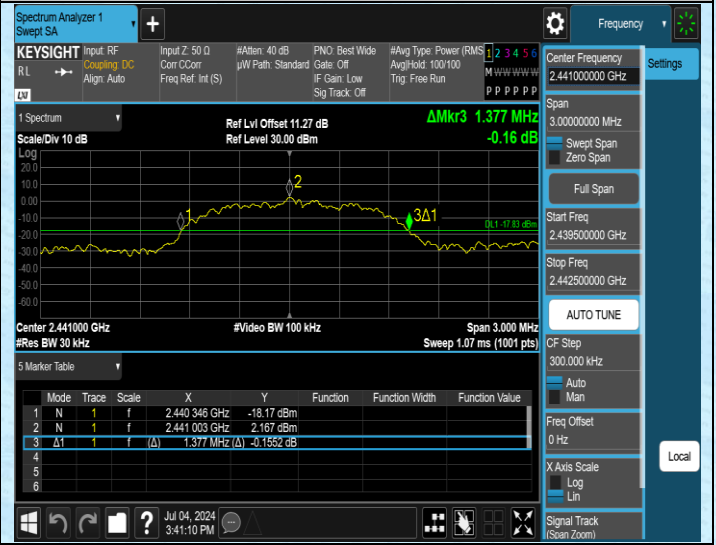 Spectrum Analyzer 1
Swept SA
+
Frequency
KEYSIGHT
RL
LXI
Input: RF
Coupling: DC
Align: Auto
Input Z: 50 Ω
Corr CCorr
Freq Ref: Int (S)
#Atten: 40 dB
µW Path: Standard
PNO: Best Wide
Gate: Off
IF Gain: Low
Sig Track: Off
#Avg Type: Power (RMS
Avg|Hold: 100/100
Trig: Free Run
1 2 3 4 5 6
M W W W W W
P P P P P P
1 Spectrum
Scale/Div 10 dB
Ref Lvl Offset 11.27 dB
Ref Level 30.00 dBm
ΔMkr3 1.377 MHz
-0.16 dB
Log
20.0
10.0
0.00
-10.0
-20.0
-30.0
-40.0
-50.0
-60.0
1
2
3Δ1
DL1 -17.83 dBm
Center 2.441000 GHz
#Res BW 30 kHz
#Video BW 100 kHz
Span 3.000 MHz
Sweep 1.07 ms (1001 pts)
5 Marker Table
Mode Trace Scale X Y Function Function Width Function Value
1 N 1 f 2.440 346 GHz -18.17 dBm
2 N 1 f 2.441 003 GHz 2.167 dBm
3 Δ1 1 f (Δ) 1.377 MHz (Δ) -0.1552 dB
4
5
6
?
Jul 04, 2024
3:41:10 PM
Center Frequency
2.441000000 GHz
Span
3.00000000 MHz
Swept Span
Zero Span
Full Span
Start Freq
2.439500000 GHz
Stop Freq
2.442500000 GHz
AUTO TUNE
CF Step
300.000 kHz
Auto
Man
Freq Offset
0 Hz
X Axis Scale
Log
Lin
Signal Track
(Span Zoom)
Settings
Local